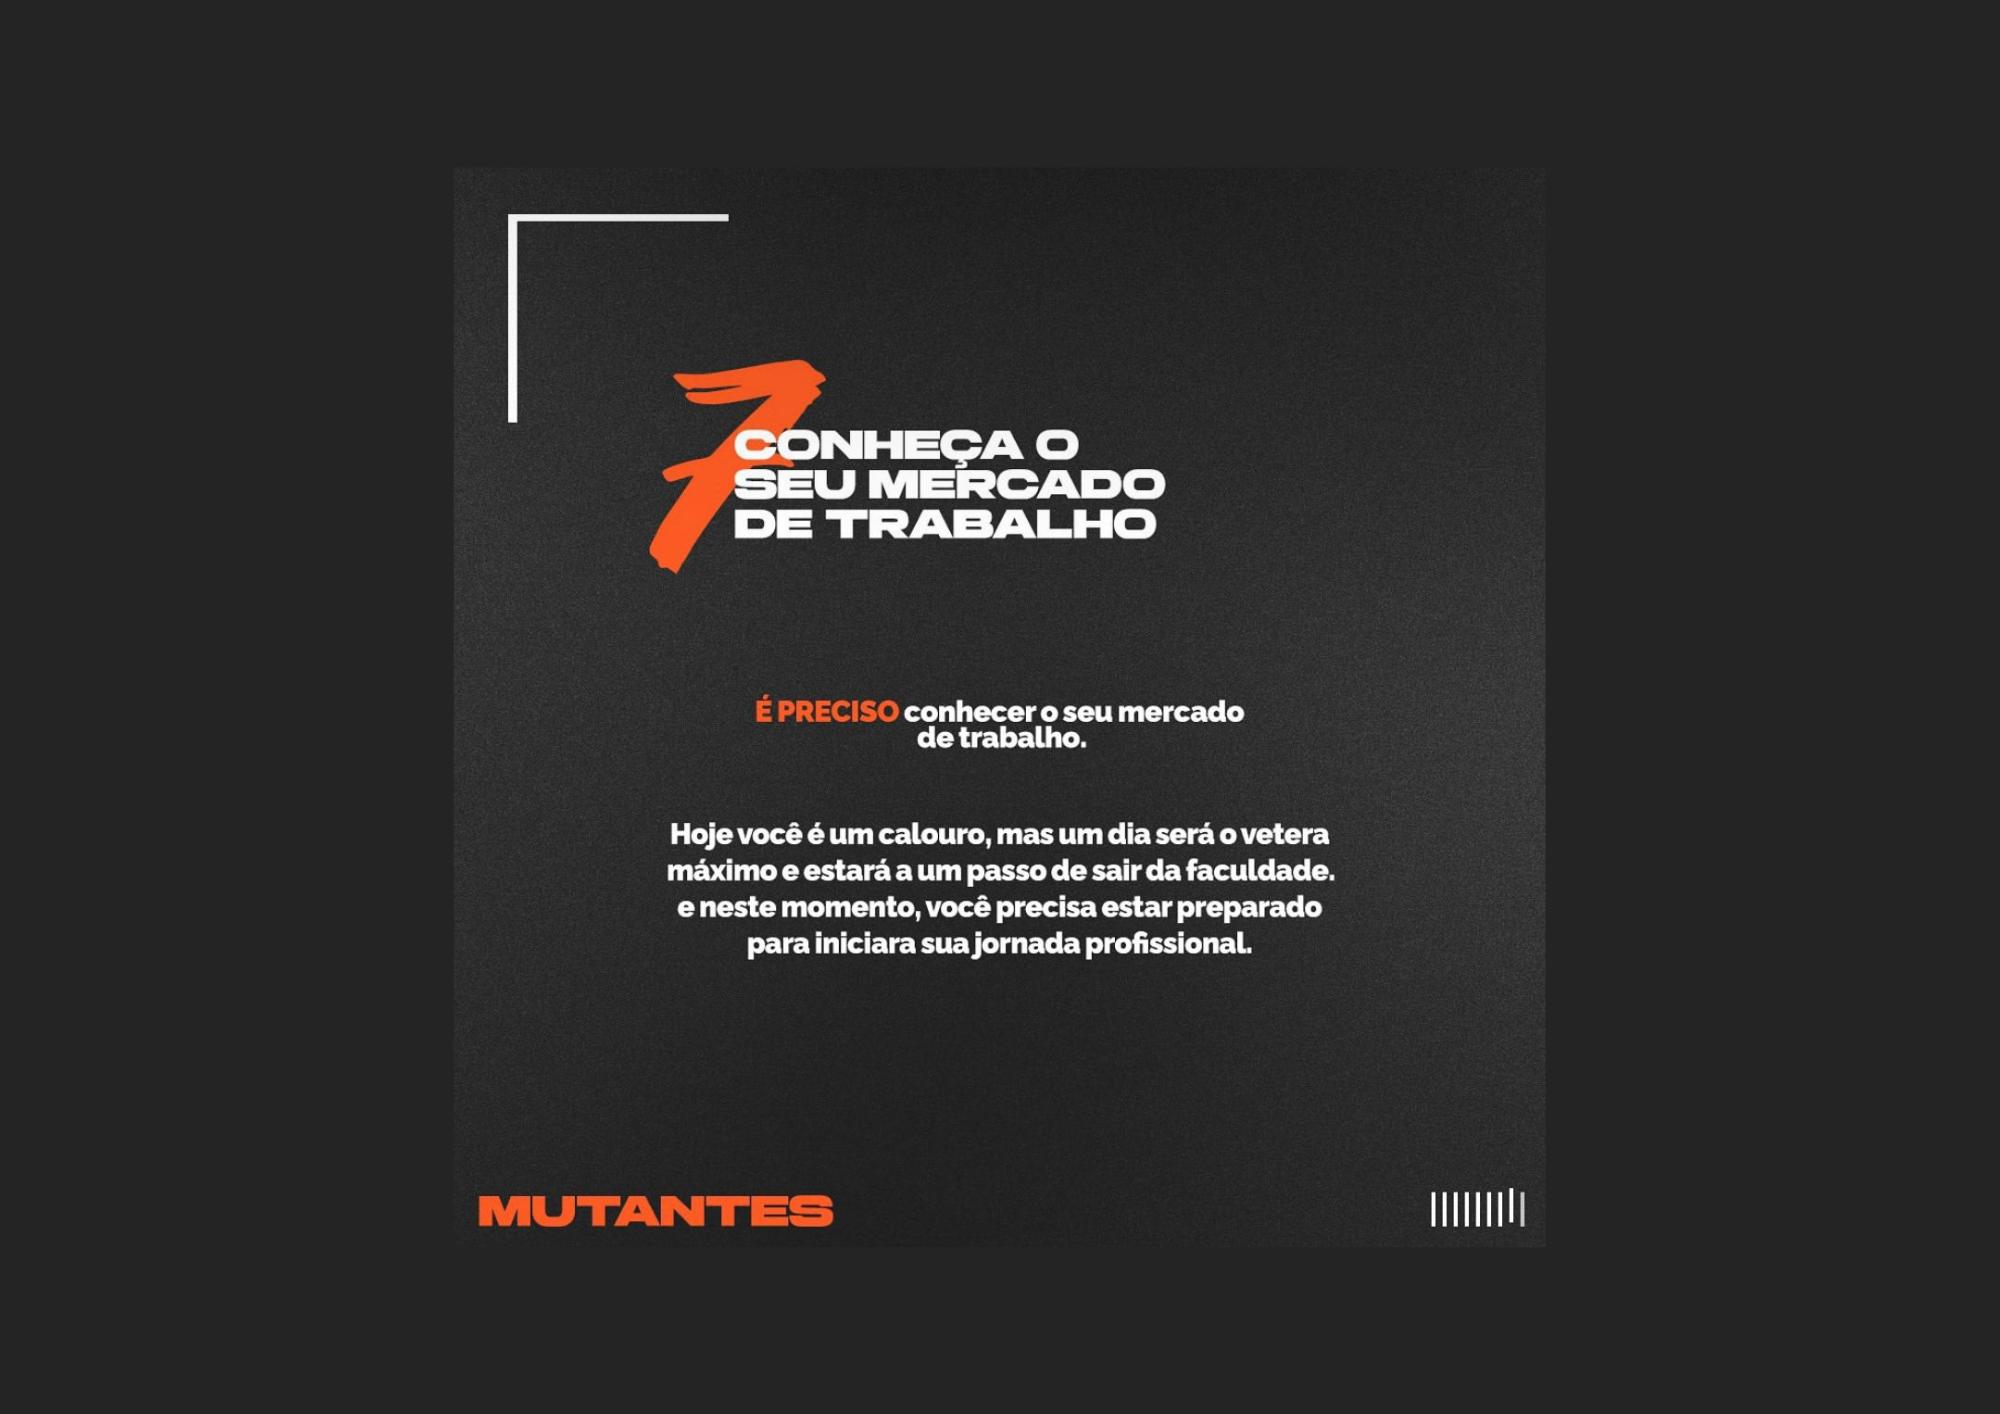 7
CONHEÇA O
SEU MERCADO
DE TRABALHO
É PRECISO conhecer o seu mercado
de trabalho.
Hoje você é um calouro, mas um dia será o vetera
máximo e estará a um passo de sair da faculdade.
e neste momento, você precisa estar preparado
para iniciara sua jornada profissional.
MUTANTES